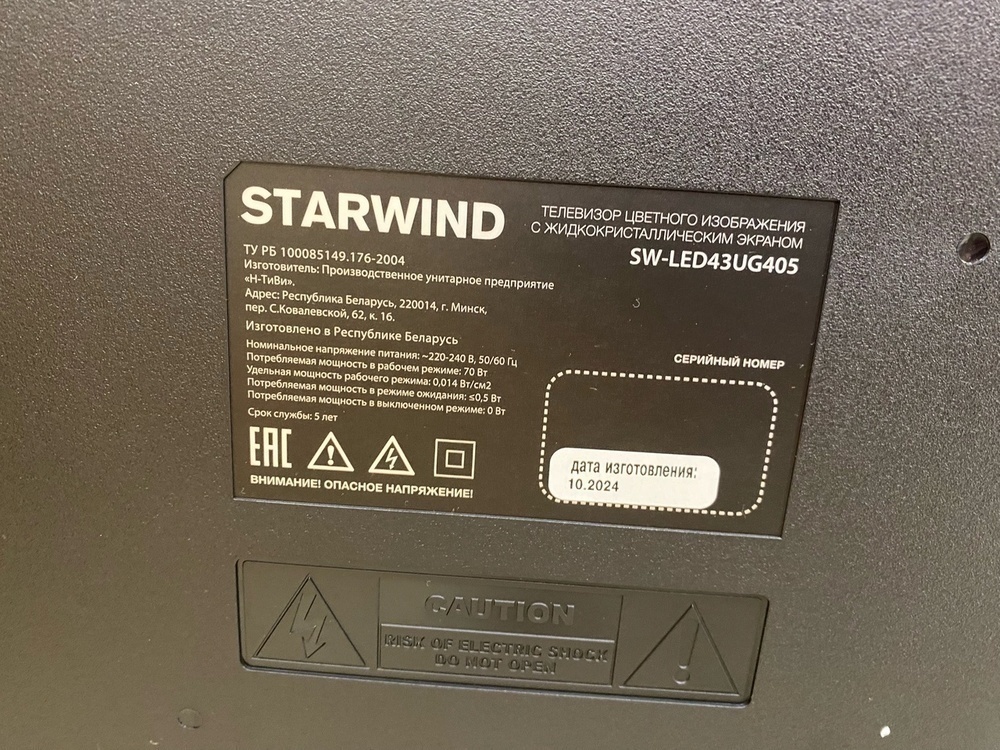 STARWIND
ТЕЛЕВИЗОР ЦВЕТНОГО ИЗОБРАЖЕНИЯ
С ЖИДКОКРИСТАЛЛИЧЕСКИМ ЭКРАНОМ
SW-LED43UG405
ТУ РБ 100085149.176-2004
Изготовитель: Производственное унитарное предприятие
«Н-ТиВи»,
Адрес: Республика Беларусь, 220014, г. Минск,
пер. С.Ковалевской, 62, к. 16.
Изготовлено в Республике Беларусь
Номинальное напряжение питания: ~220-240 В, 50/60 Гц
Потребляемая мощность в рабочем режиме: 70 Вт
Удельная мощность рабочего режима: 0,014 Вт/см2
Потребляемая мощность в режиме ожидания: ≤0,5 Вт
Потребляемая мощность в выключенном режиме: 0 Вт
Срок службы: 5 лет
ЕАС
ВНИМАНИЕ! ОПАСНОЕ НАПРЯЖЕНИЕ!
СЕРИЙНЫЙ НОМЕР
дата изготовления:
10.2024
CAUTION
RISK OF ELECTRIC SHOCK
DO NOT OPEN